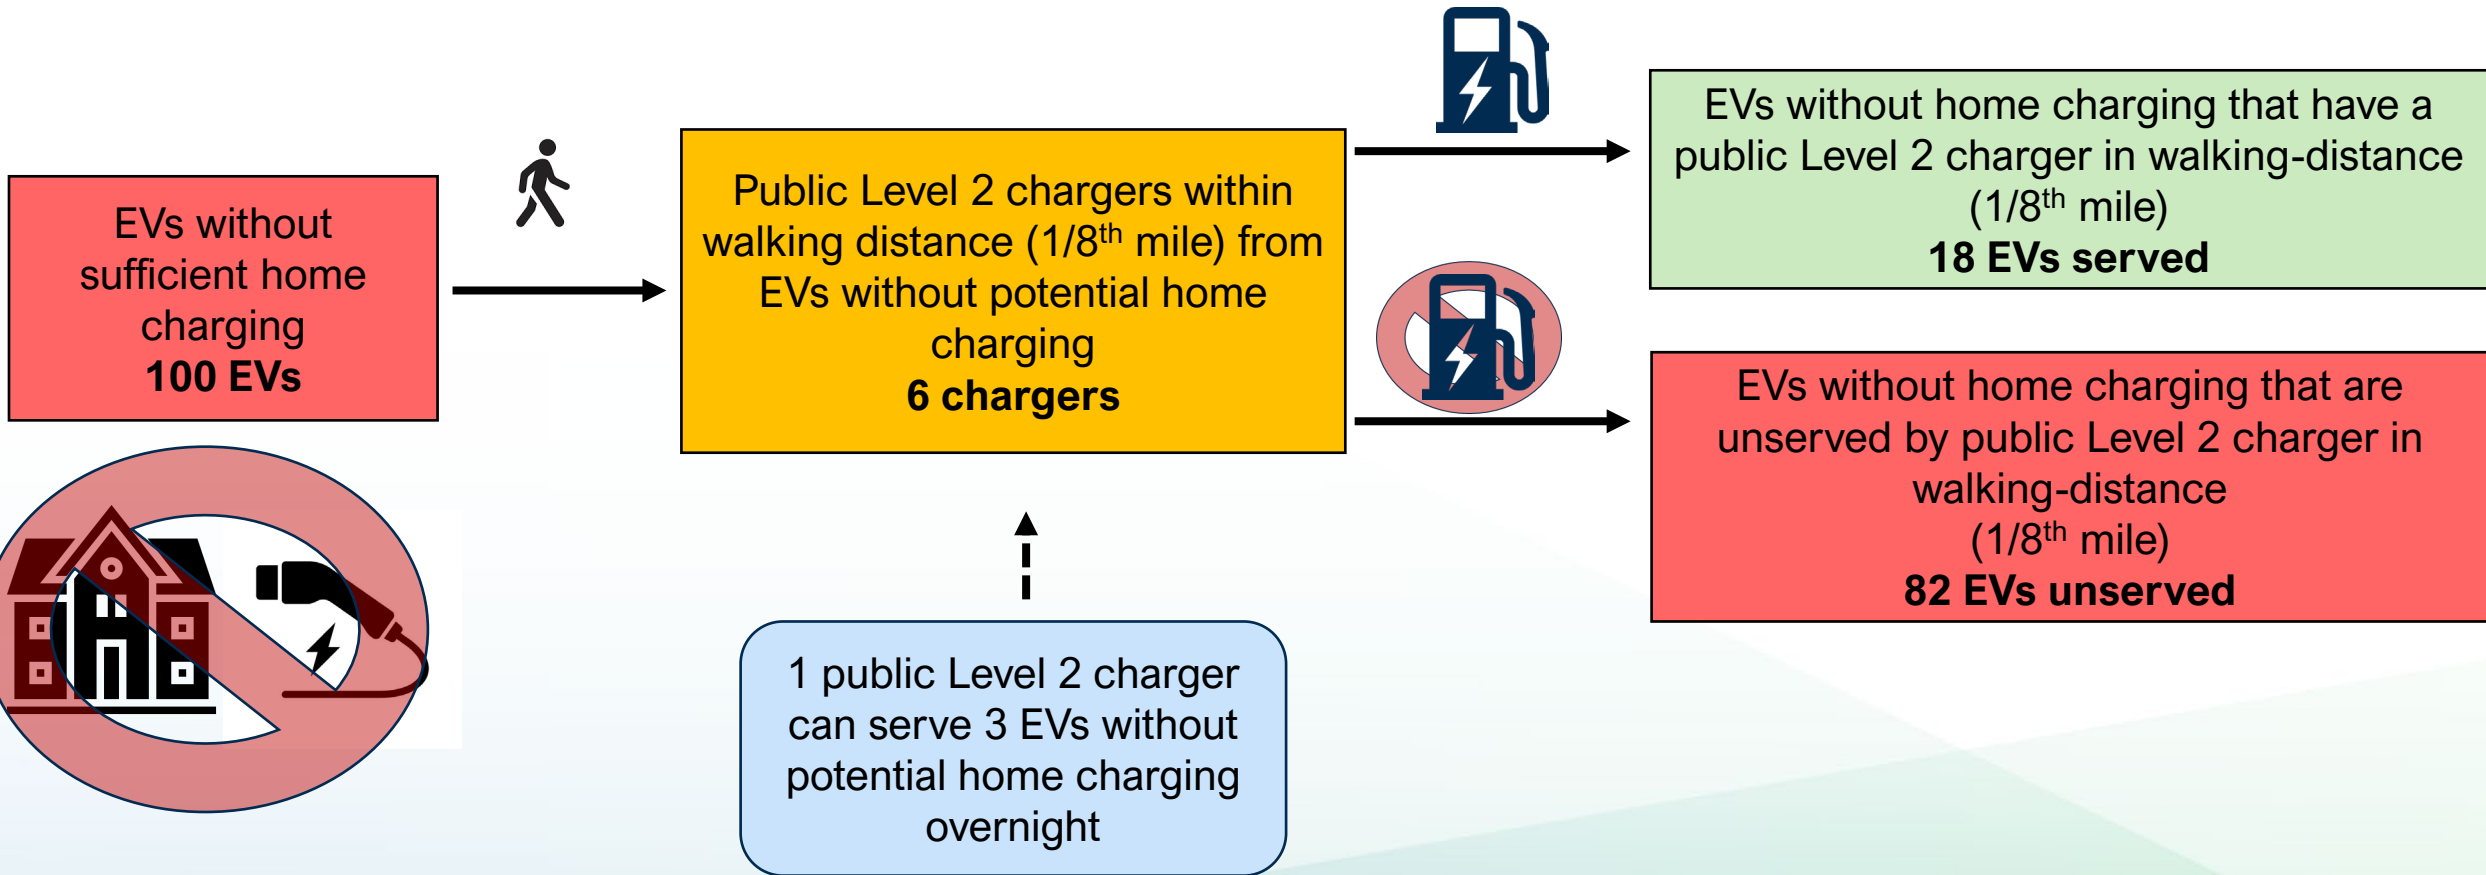 EVs without
sufficient home
charging
100 EVs
Public Level 2 chargers within
walking distance (1/8th mile) from
EVs without potential home
charging
6 chargers
1 public Level 2 charger
can serve 3 EVs without
potential home charging
overnight
EVs without home charging that have a
public Level 2 charger in walking-distance
(1/8th mile)
18 EVs served
EVs without home charging that are
unserved by public Level 2 charger in
walking-distance
(1/8th mile)
82 EVs unserved